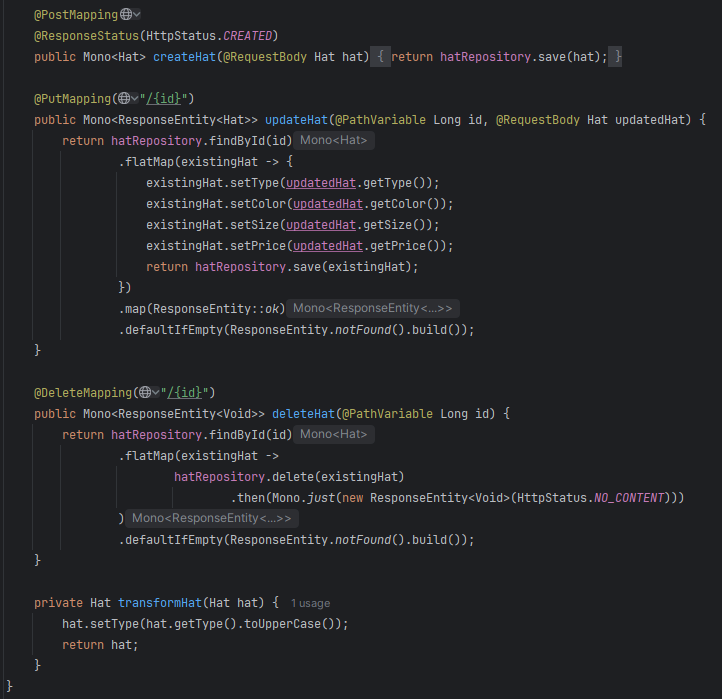 @PostMapping
@ResponseStatus(HttpStatus.CREATED)
public Mono<Hat> createHat(@RequestBody Hat hat) { return hatRepository.save(hat); }
@PutMapping("/{id}")
public Mono<ResponseEntity<Hat>> updateHat(@PathVariable Long id, @RequestBody Hat updatedHat) {
return hatRepository.findById(id) Mono<Hat>
.flatMap(existingHat -> {
existingHat.setType(updatedHat.getType());
existingHat.setColor(updatedHat.getColor());
existingHat.setSize(updatedHat.getSize());
existingHat.setPrice(updatedHat.getPrice());
return hatRepository.save(existingHat);
})
.map(ResponseEntity::ok) Mono<ResponseEntity<...>>
.defaultIfEmpty(ResponseEntity.notFound().build());
}
@DeleteMapping("/{id}")
public Mono<ResponseEntity<Void>> deleteHat(@PathVariable Long id) {
return hatRepository.findById(id) Mono<Hat>
.flatMap(existingHat ->
hatRepository.delete(existingHat)
.then(Mono.just(new ResponseEntity<Void>(HttpStatus.NO_CONTENT)))
) Mono<ResponseEntity<...>>
.defaultIfEmpty(ResponseEntity.notFound().build());
}
private Hat transformHat(Hat hat) { 1 usage
hat.setType(hat.getType().toUpperCase());
return hat;
}
}